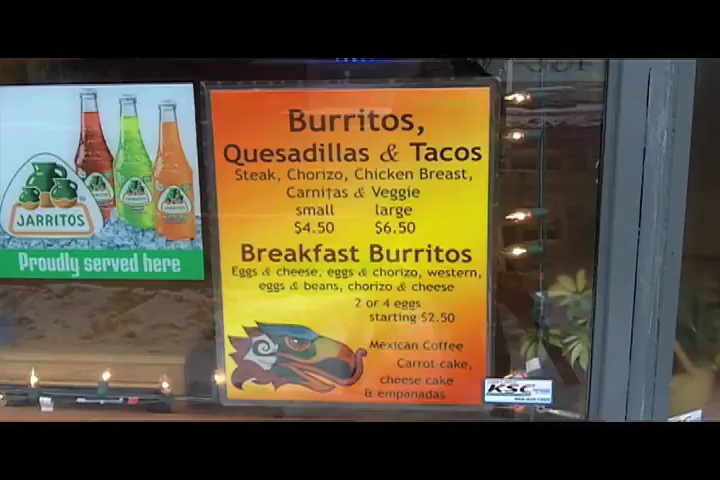 Burritos,
Quesadillas & Tacos
Steak, Chorizo, Chicken Breast,
Carnitas & Veggie
small large
$4.50 $6.50
Breakfast Burritos
Eggs & cheese, eggs & chorizo, western,
eggs & beans, chorizo & cheese
2 or 4 eggs
starting $2.50
Mexican Coffee
Carrot cake,
cheese cake
& empanadas
JARRITOS
Proudly served here
KSC